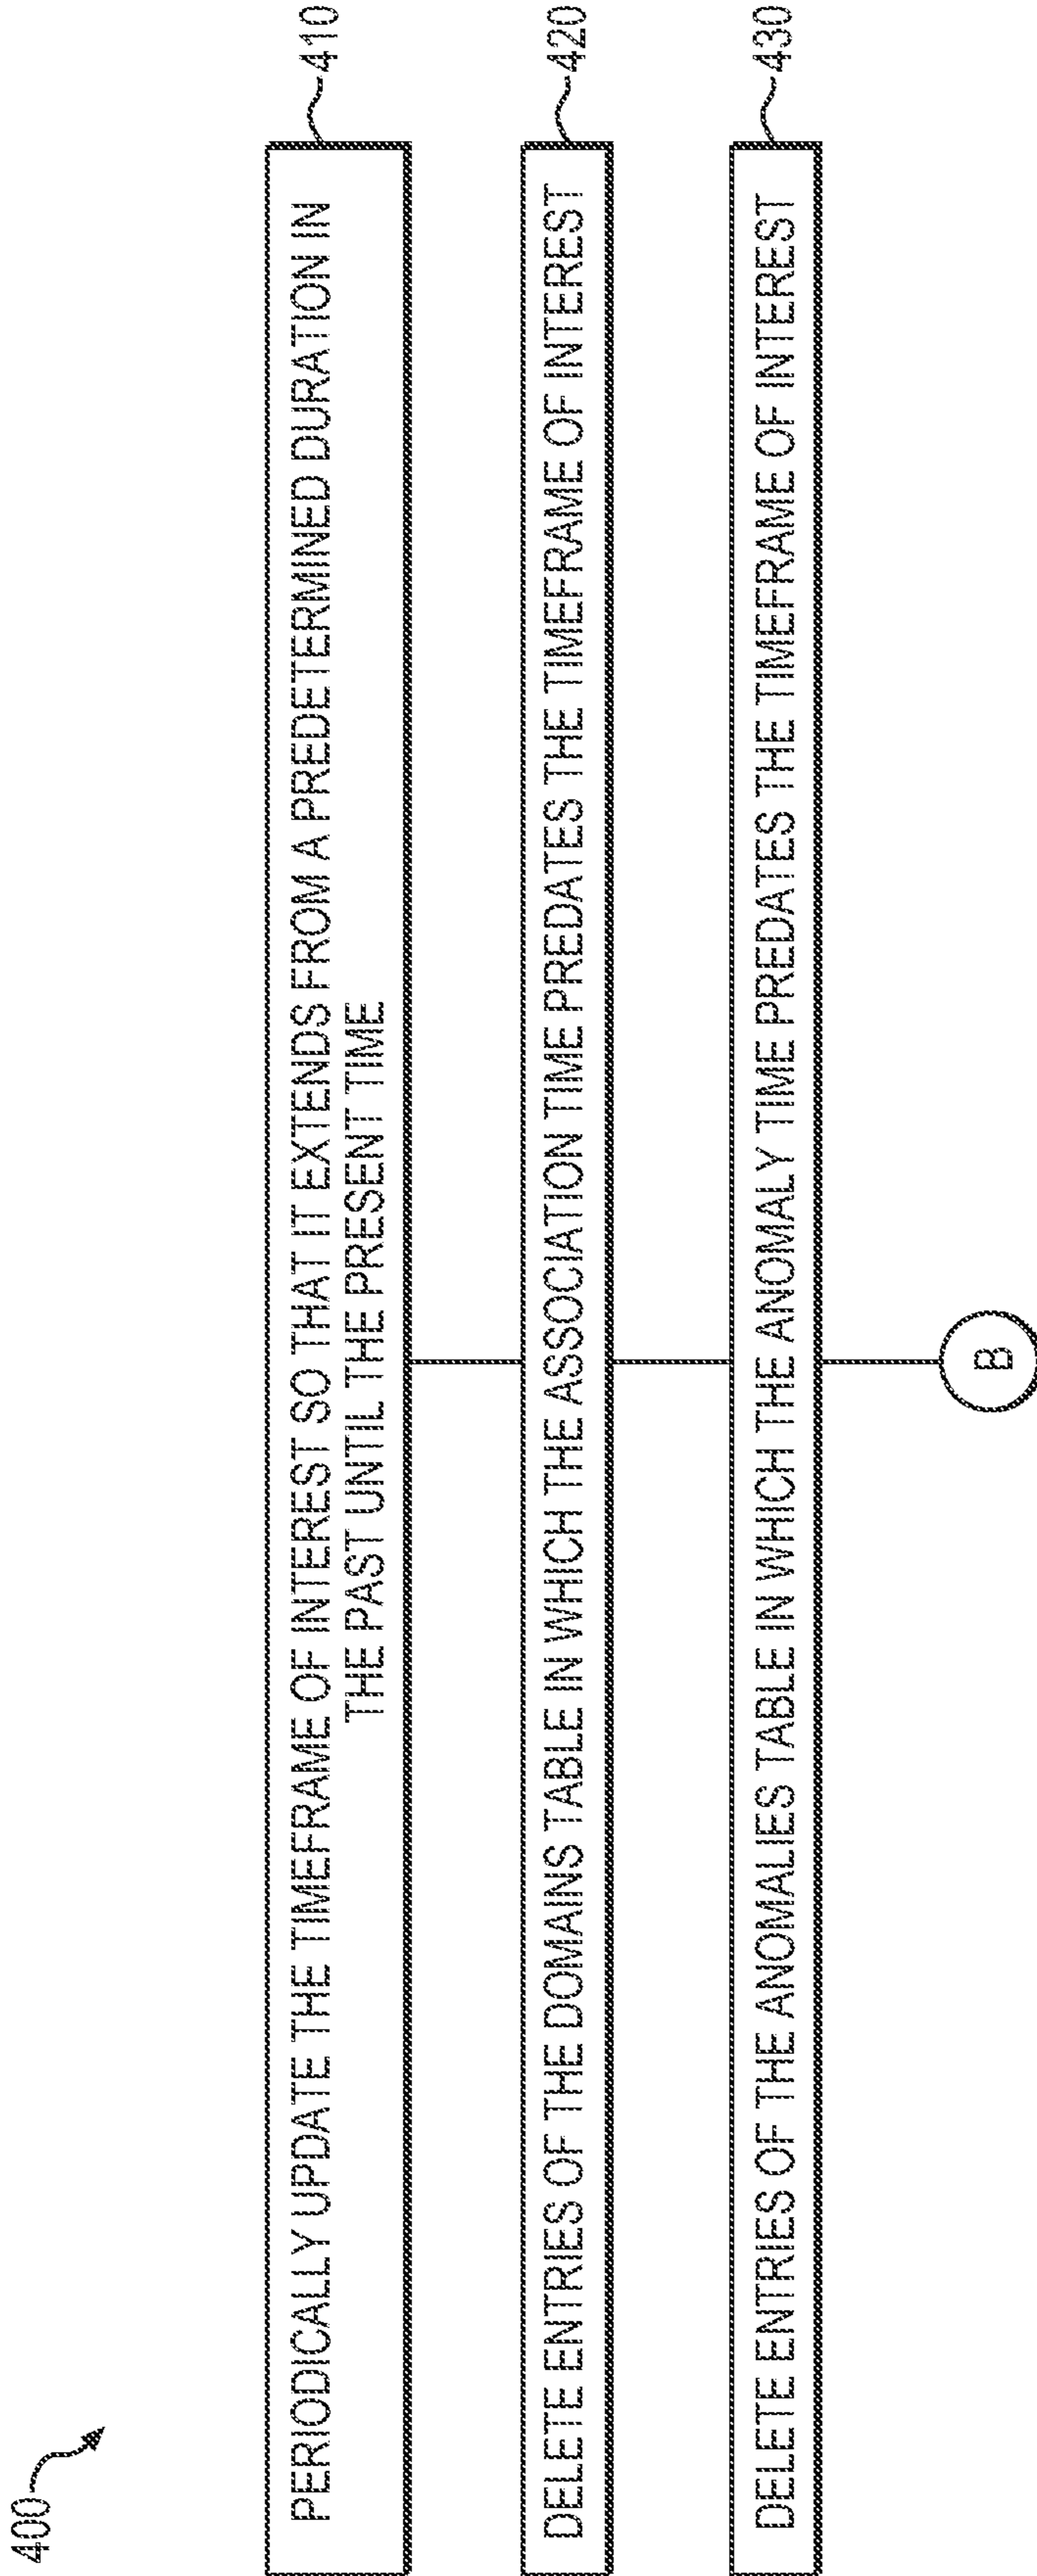 400
PERIODICALLY UPDATE THE TIMEFRAME OF INTEREST SO THAT IT EXTENDS FROM A PREDETERMINED DURATION IN
THE PAST UNTIL THE PRESENT TIME
410
DELETE ENTRIES OF THE DOMAINS TABLE IN WHICH THE ASSOCIATION TIME PREDATES THE TIMEFRAME OF INTEREST
420
DELETE ENTRIES OF THE ANOMALIES TABLE IN WHICH THE ANOMALY TIME PREDATES THE TIMEFRAME OF INTEREST
430
B